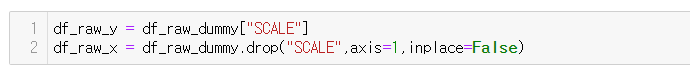 1 df_raw_y = df_raw_dummy["SCALE"]
2 df_raw_x = df_raw_dummy.drop("SCALE",axis=1,inplace=False)